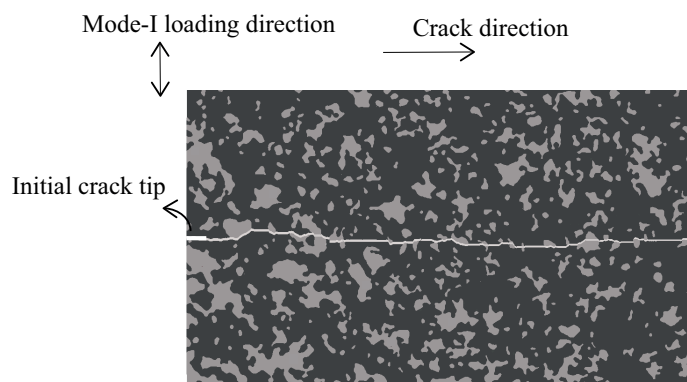 Mode-I loading direction
Crack direction
Initial crack tip